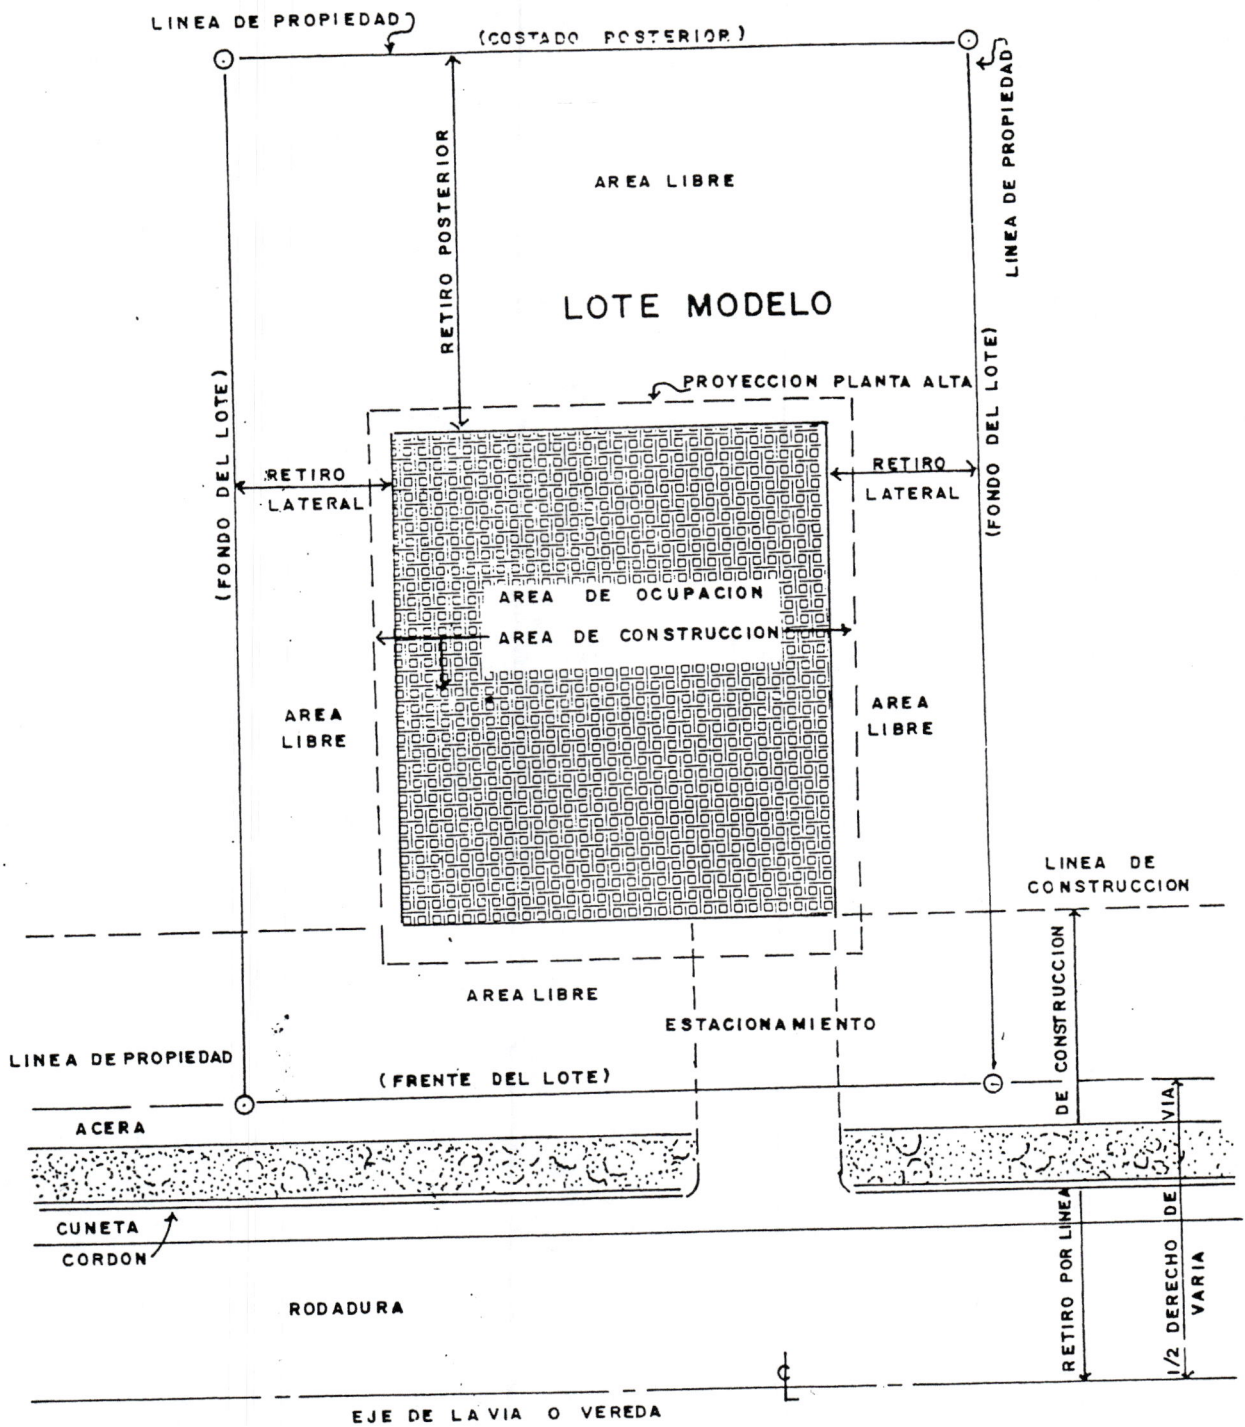 LINEA DE PROPIEDAD
(COSTADO POSTERIOR)
LINEA DE PROPIEDAD
RETIRO POSTERIOR
AREA LIBRE
LOTE MODELO
PROYECCION PLANTA ALTA
(FONDO DEL LOTE)
(FONDO DEL LOTE)
RETIRO
LATERAL
RETIRO
LATERAL
AREA DE OCUPACION
AREA DE CONSTRUCCION
AREA
LIBRE
AREA
LIBRE
LINEA DE
CONSTRUCCION
AREA LIBRE
ESTACIONAMIENTO
LINEA DE PROPIEDAD
(FRENTE DEL LOTE)
ACERA
CUNETA
CORDON
RODADURA
RETIRO POR LINEA DE CONSTRUCCION
1/2 DERECHO DE VIA
VARIA
EJE DE LA VIA O VEREDA